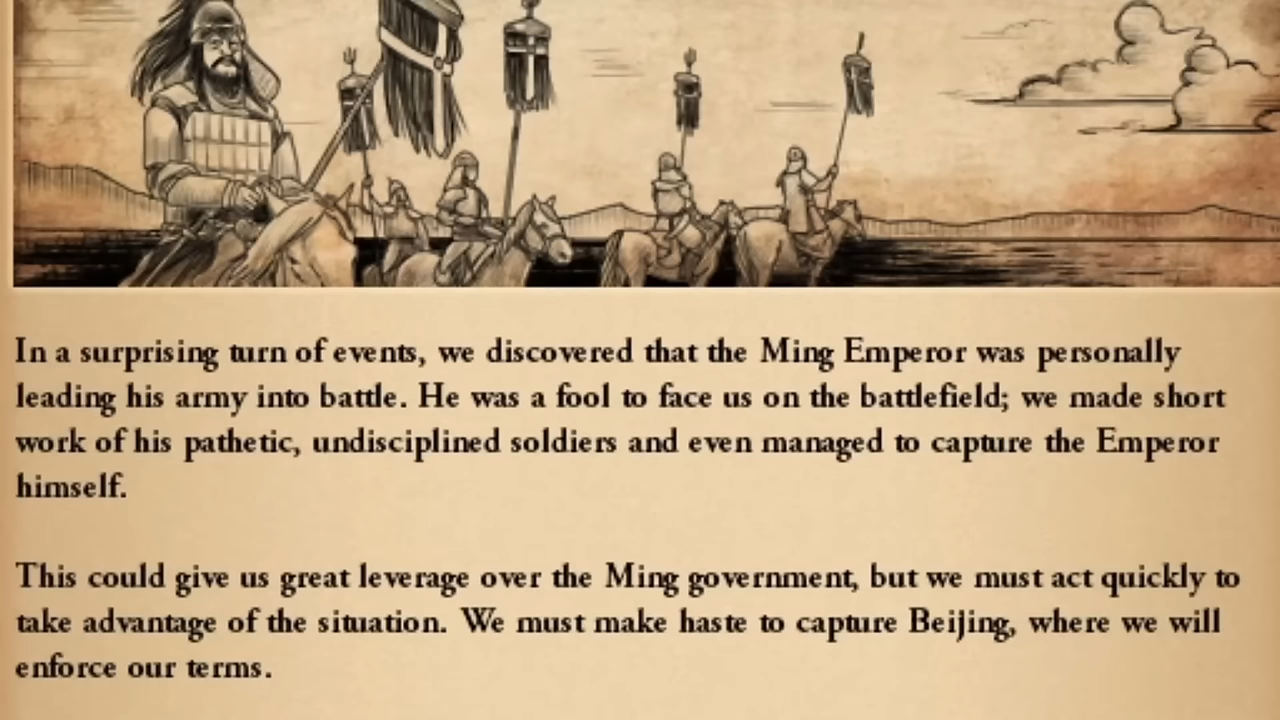 In a surprising turn of events, we discovered that the Ming Emperor was personally
leading his army into battle. He was a fool to face us on the battlefield; we made short
work of his pathetic, undisciplined soldiers and even managed to capture the Emperor
himself.
This could give us great leverage over the Ming government, but we must act quickly to
take advantage of the situation. We must make haste to capture Beijing, where we will
enforce our terms.